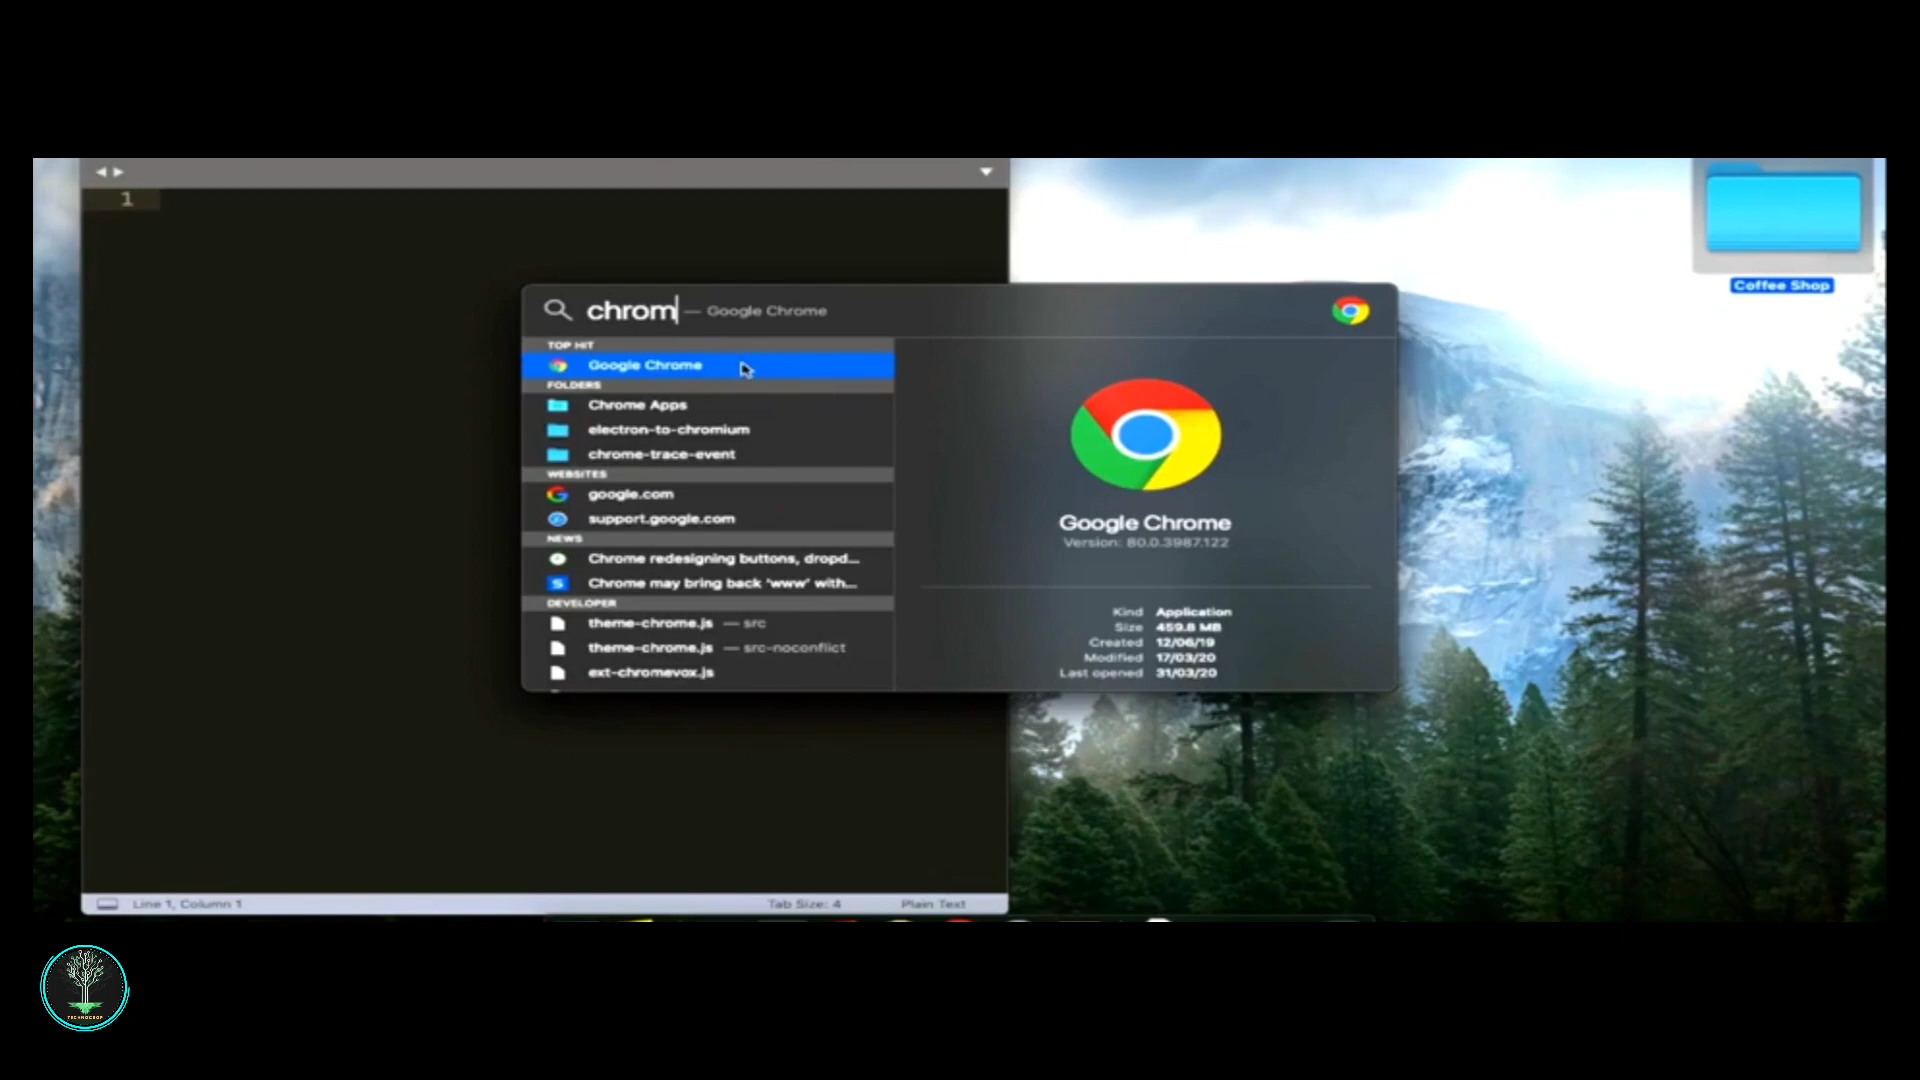 1
Coffee Shop
chrom — Google Chrome
TOP HIT
Google Chrome
FOLDERS
Chrome Apps
electron-to-chromium
chrome-trace-event
WEBSITES
google.com
support.google.com
NEWS
Chrome redesigning buttons, dropd...
Chrome may bring back 'www' with...
DEVELOPER
theme-chrome.js — src
theme-chrome.js — src-noconflict
ext-chromevox.js
Google Chrome
Version: 80.0.3987.122
Kind Application
Size 459.8 MB
Created 12/06/19
Modified 17/03/20
Last opened 31/03/20
Line 1, Column 1
Tab Size: 4
Plain Text
TECHNOCROP